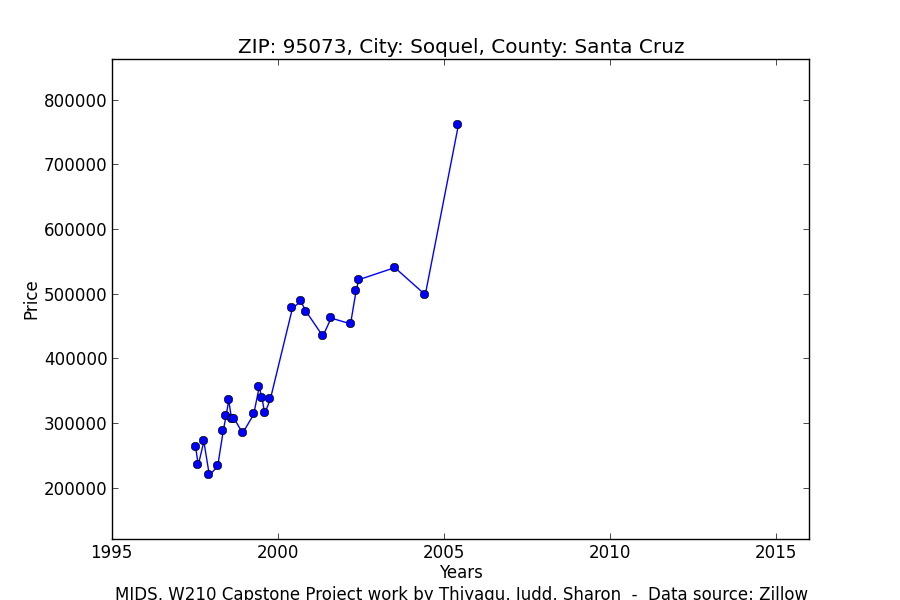 ZIP: 95073, City: Soquel, County: Santa Cruz
800000
700000
600000
500000
400000
300000
200000
Price
1995 2000 2005 2010 2015
Years
MIDS, W210 Capstone Project work by Thiyagu, Judd, Sharon - Data source: Zillow